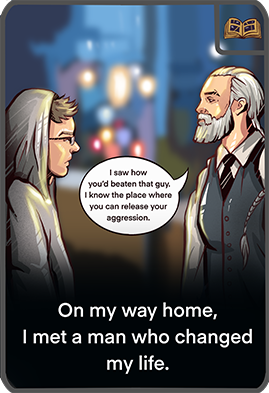 I saw how
you'd beaten that guy.
I know the place where
you can release your
aggression.
On my way home,
I met a man who changed
my life.